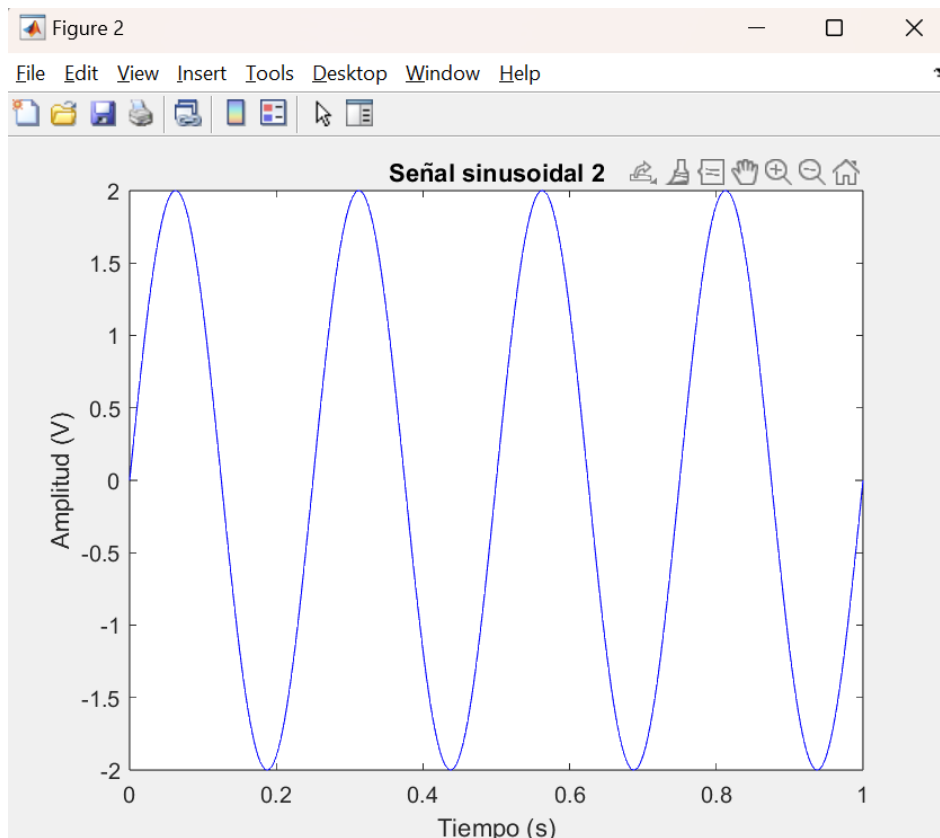 Figure 2
File Edit View Insert Tools Desktop Window Help
Señal sinusoidal 2
2
1.5
1
0.5
0
-0.5
-1
-1.5
-2
Amplitud (V)
0 0.2 0.4 0.6 0.8 1
Tiempo (s)